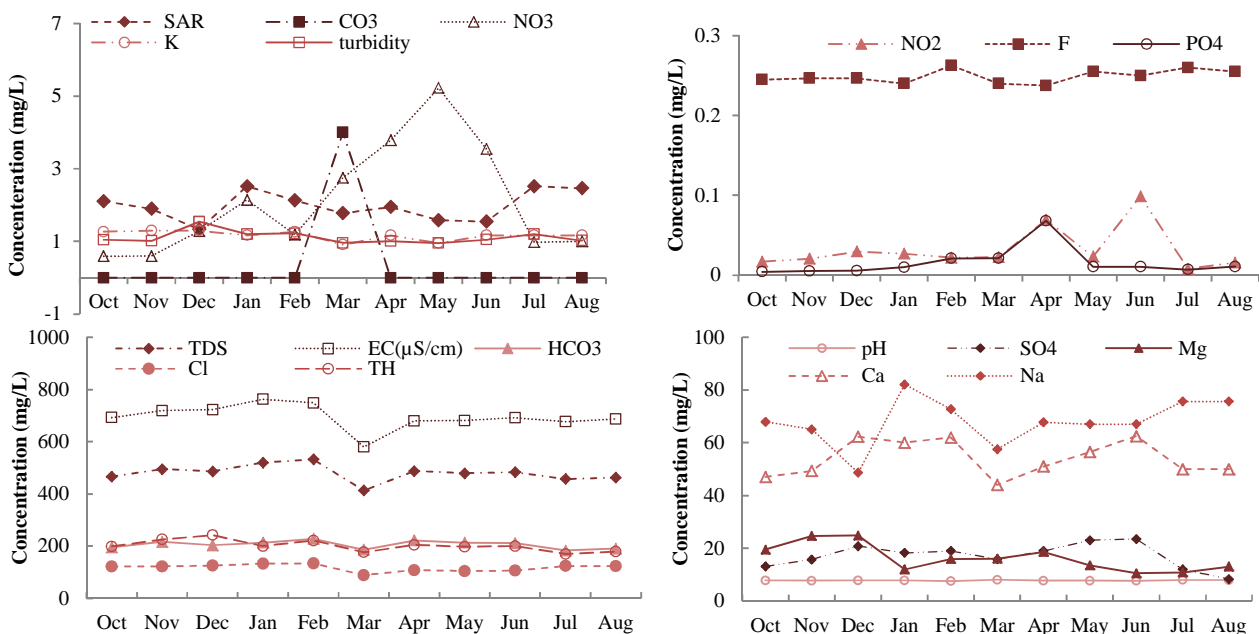 SAR CO3 NO3
K turbidity
Concenteration (mg/L)
7
5
3
1
-1
Oct Nov Dec Jan Feb Mar Apr May Jun Jul Aug
NO2 F PO4
Concentration (mg/L)
0.3
0.2
0.1
0
Oct Nov Dec Jan Feb Mar Apr May Jun Jul Aug
TDS EC(µS/cm) HCO3
Cl TH
Concentration (mg/L)
1000
800
600
400
200
0
Oct Nov Dec Jan Feb Mar Apr May Jun Jul Aug
pH SO4 Mg
Ca Na
Concentration (mg/L)
100
80
60
40
20
0
Oct Nov Dec Jan Feb Mar Apr May Jun Jul Aug